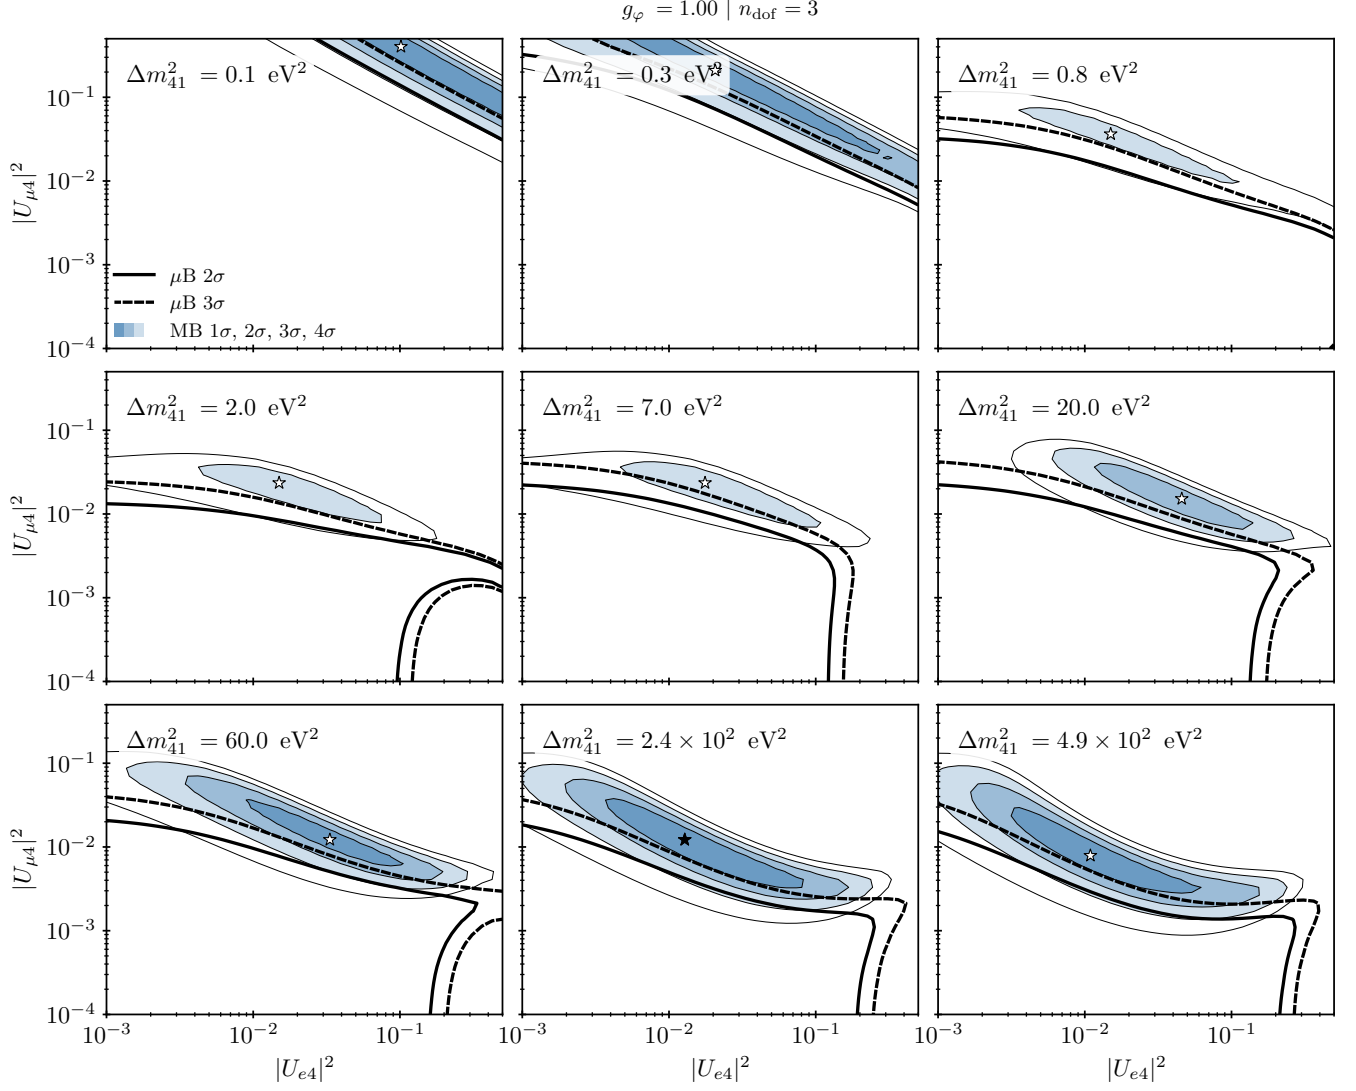 g_φ = 1.00 | n_dof = 3
Δm²₄₁ = 0.1 eV²
Δm²₄₁ = 0.3 eV²
Δm²₄₁ = 0.8 eV²
|U_μ4|²
10⁻¹
10⁻²
10⁻³
10⁻⁴
μB 2σ
μB 3σ
MB 1σ, 2σ, 3σ, 4σ
Δm²₄₁ = 2.0 eV²
Δm²₄₁ = 7.0 eV²
Δm²₄₁ = 20.0 eV²
|U_μ4|²
10⁻¹
10⁻²
10⁻³
10⁻⁴
Δm²₄₁ = 60.0 eV²
Δm²₄₁ = 2.4 × 10² eV²
Δm²₄₁ = 4.9 × 10² eV²
|U_μ4|²
10⁻¹
10⁻²
10⁻³
10⁻⁴
10⁻³ 10⁻² 10⁻¹ 10⁻³ 10⁻² 10⁻¹ 10⁰ 10⁻³ 10⁻² 10⁻¹
|U_e4|² |U_e4|² |U_e4|²